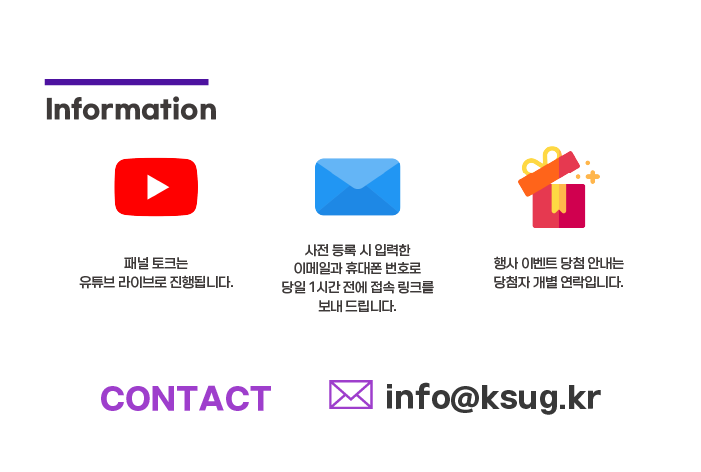 Information
패널 토크는
유튜브 라이브로 진행됩니다.
사전 등록 시 입력한
이메일과 휴대폰 번호로
당일 1시간 전에 접속 링크를
보내 드립니다.
행사 이벤트 당첨 안내는
당첨자 개별 연락입니다.
CONTACT
info@ksug.kr